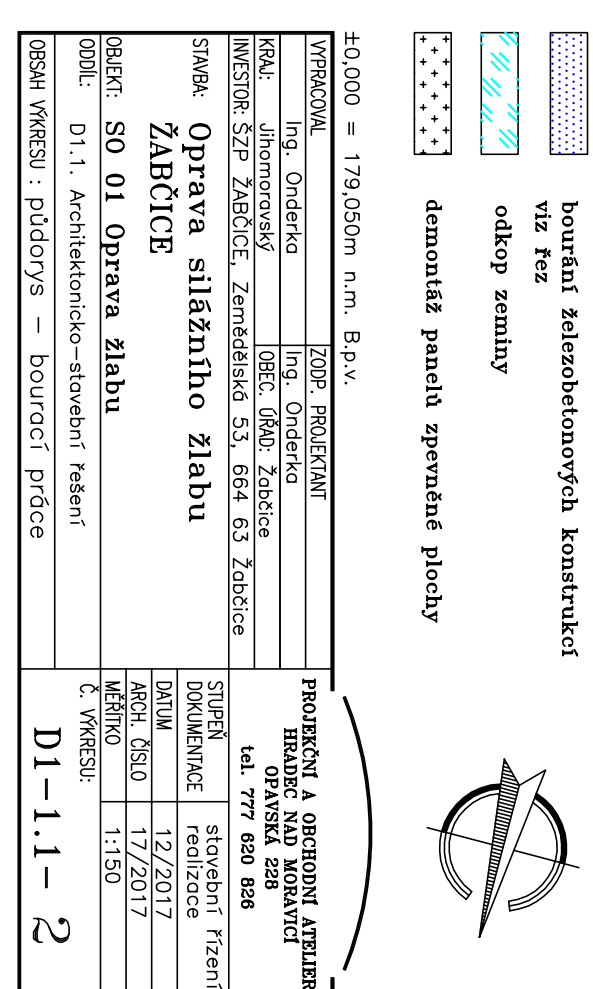 bourání železobetonových konstrukcí
viz řez
odkop zeminy
demontáž panelů zpevněné plochy
±0,000 = 179,050m n.m. B.p.v.
VYPRACOVAL
ZODP. PROJEKTANT
Ing. Onderka
Ing. Onderka
KRAJ: Jihomoravský
OBEC. ÚŘAD: Žabčice
INVESTOR: ŠZP ŽABČICE, Zemědělská 53, 664 63 Žabčice
STAVBA: Oprava silážního žlabu
ŽABČICE
OBJEKT: SO 01 Oprava žlabu
ODDÍL: D1.1. Architektonicko-stavební řešení
OBSAH VÝKRESU : půdorys – bourací práce
PROJEKČNÍ A OBCHODNÍ ATELIER
HRADEC NAD MORAVICÍ
OPAVSKÁ 228
tel. 777 620 826
STUPEŇ DOKUMENTACE
stavební řízení
realizace
DATUM 12/2017
ARCH. ČÍSLO 17/2017
MĚŘÍTKO 1:150
Č. VÝKRESU:
D1-1.1- 2